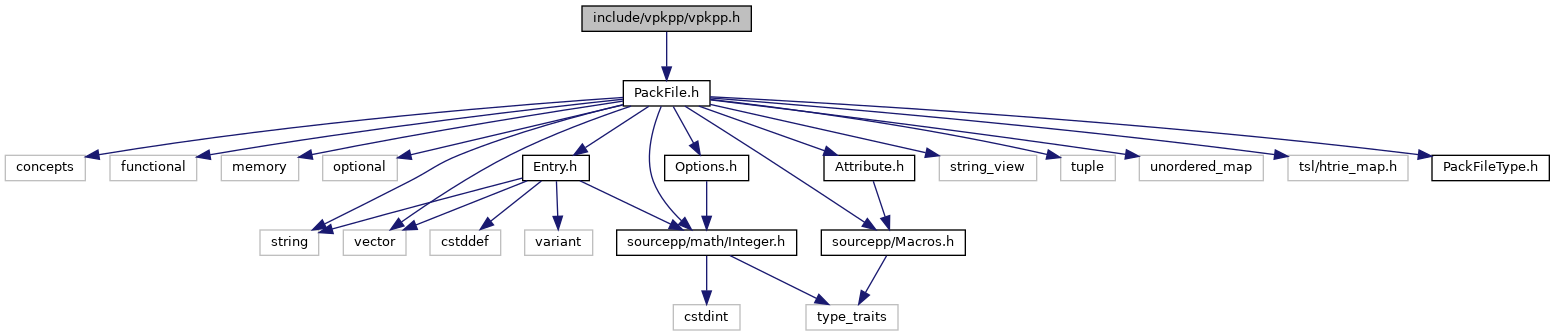 include/vpkpp/vpkpp.h
PackFile.h
concepts
functional
memory
optional
Entry.h
Options.h
Attribute.h
string_view
tuple
unordered_map
tsl/htrie_map.h
PackFileType.h
string
vector
cstddef
variant
sourcepp/math/Integer.h
sourcepp/Macros.h
cstdint
type_traits